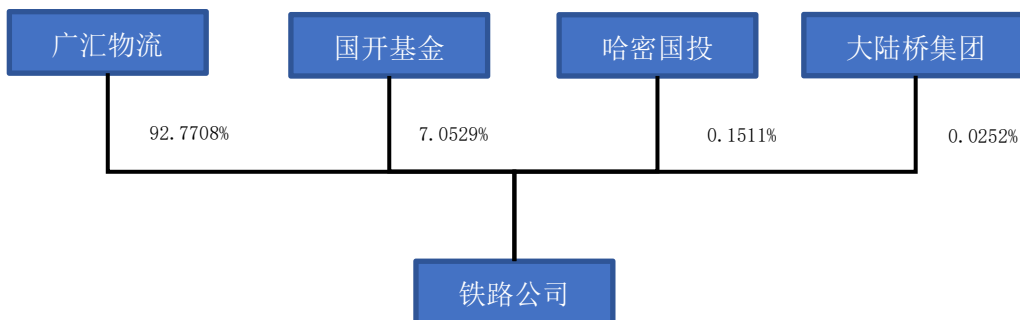 广汇物流
国开基金
哈密国投
大陆桥集团
92.7708%
7.0529%
0.1511%
0.0252%
铁路公司